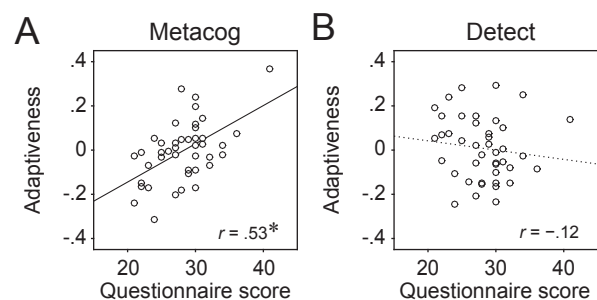 A
Metacog
Adaptiveness
.4
.2
0
-.2
-.4
r = .53*
20 30 40
Questionnaire score
B
Detect
Adaptiveness
.4
.2
0
-.2
-.4
r = -.12
20 30 40
Questionnaire score